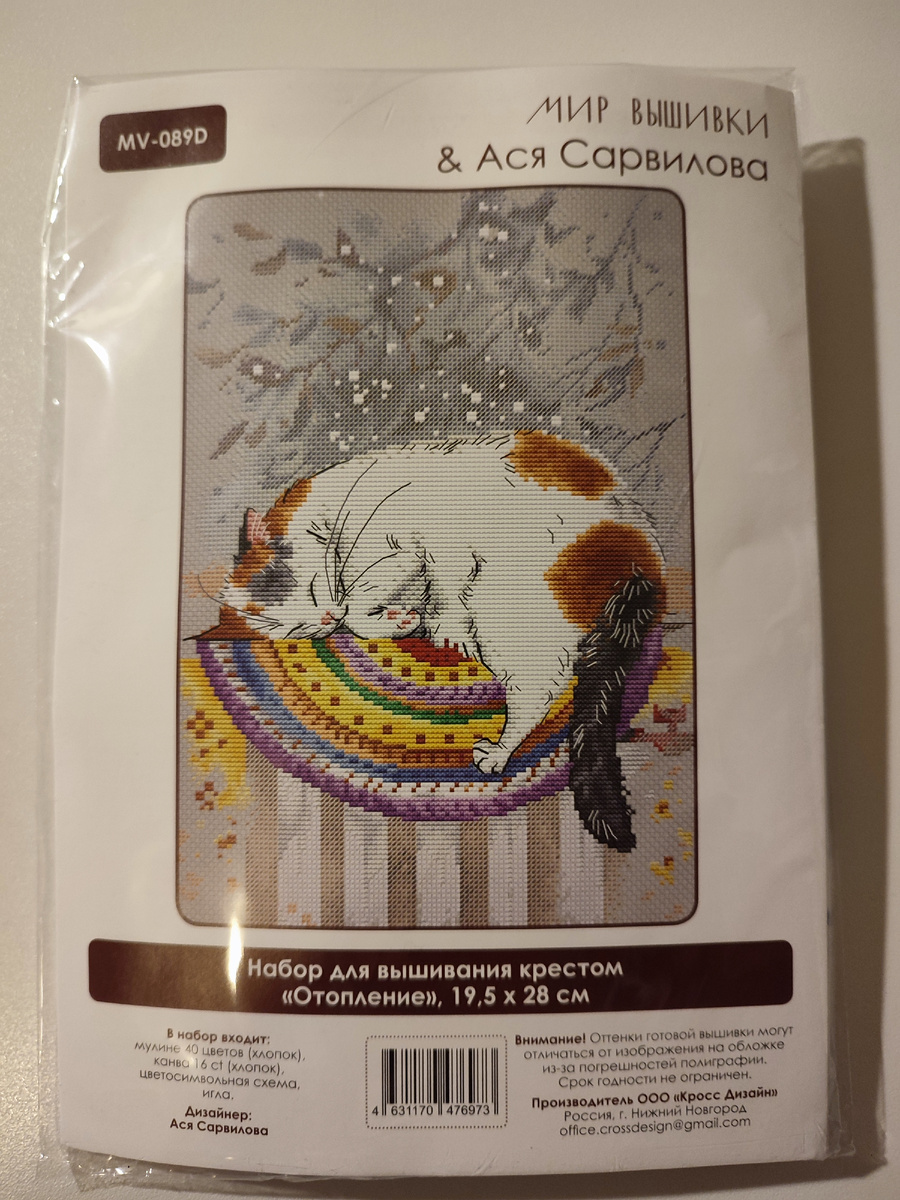 MV-089D
МИР ВЫШИВКИ
& Ася Сарвилова
Набор для вышивания крестом
«Отопление», 19,5 х 28 см
В набор входит:
мулине 40 цветов (хлопок),
канва 16 ct (хлопок),
цветосимвольная схема,
игла.
Дизайнер:
Ася Сарвилова
4 631170 476973
Внимание! Оттенки готовой вышивки могут
отличаться от изображения на обложке
из-за погрешностей полиграфии.
Срок годности не ограничен.
Производитель ООО «Кросс Дизайн»
Россия, г. Нижний Новгород
office.crossdesign@gmail.com